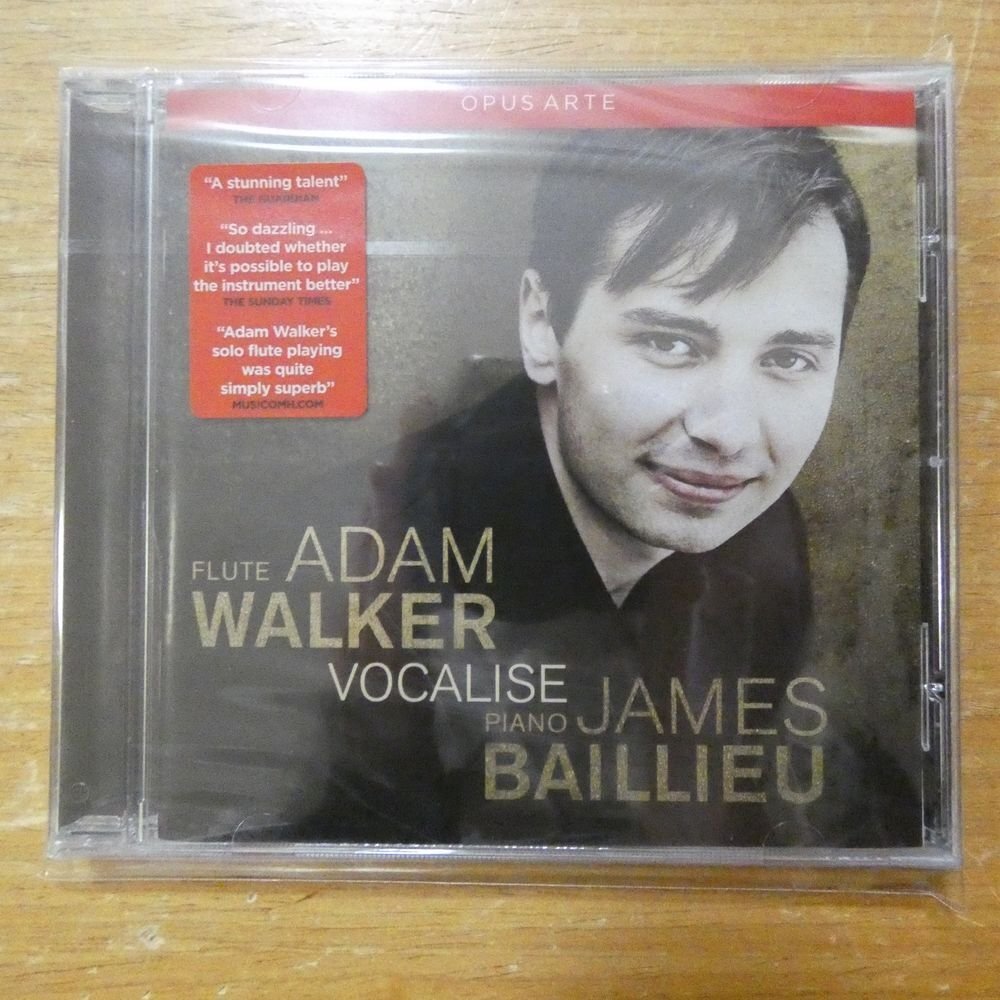 OPUS ARTE
“A stunning talent”
THE GUARDIAN
“So dazzling ...
I doubted whether
it’s possible to play
the instrument better”
THE SUNDAY TIMES
“Adam Walker’s
solo flute playing
was quite
simply superb”
MUSICOMH.COM
FLUTE ADAM
WALKER
VOCALISE
PIANO JAMES
BAILLIEU